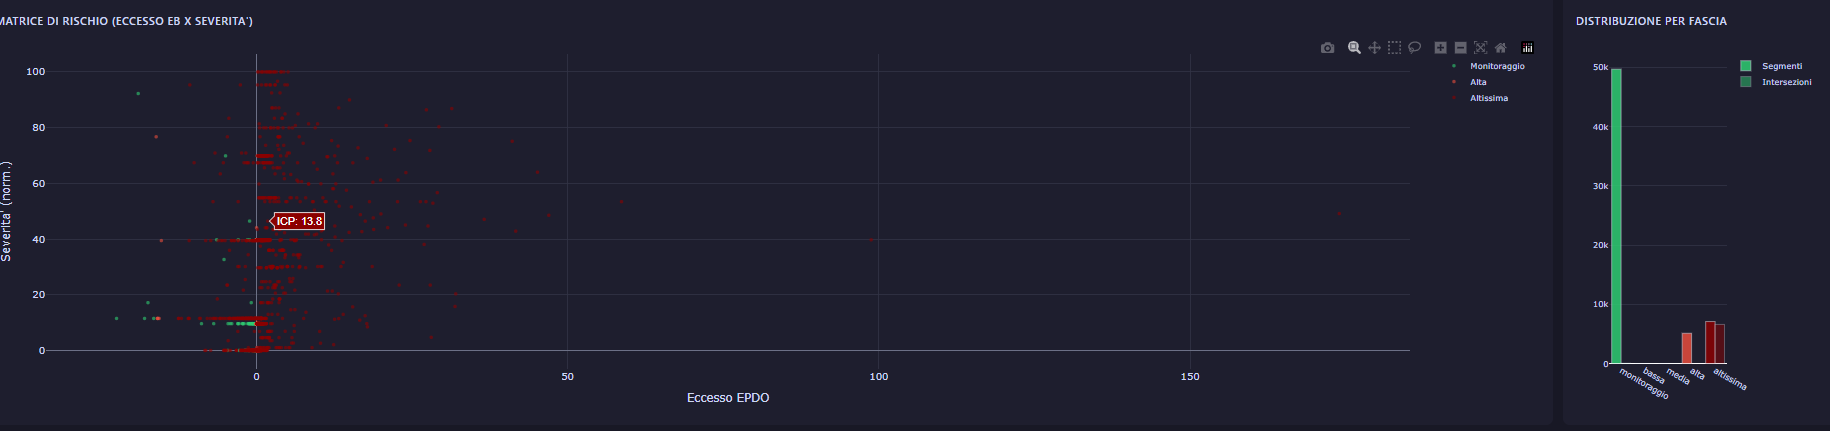 MATRICE DI RISCHIO (ECCESSO EB X SEVERITA')
Monitoraggio
Alta
Altissima
Severita' (norm.)
100
80
60
40
20
0
ICP: 13.8
0
50
100
150
Eccesso EPDO
DISTRIBUZIONE PER FASCIA
Segmenti
Intersezioni
50k
40k
30k
20k
10k
0
monitoraggio
bassa
media
alta
altissima